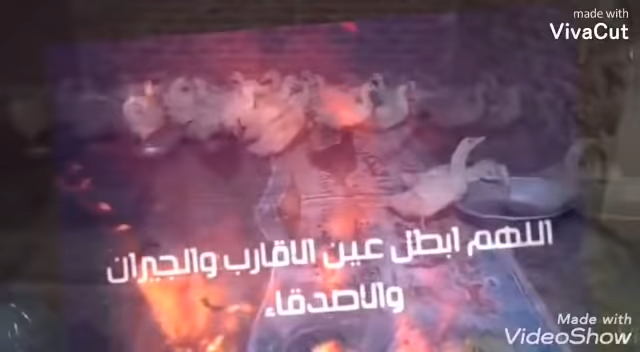 made with
VivaCut
اللهم ابطل عين الاقارب والجيران
والاصدقاء
Made with
VideoShow